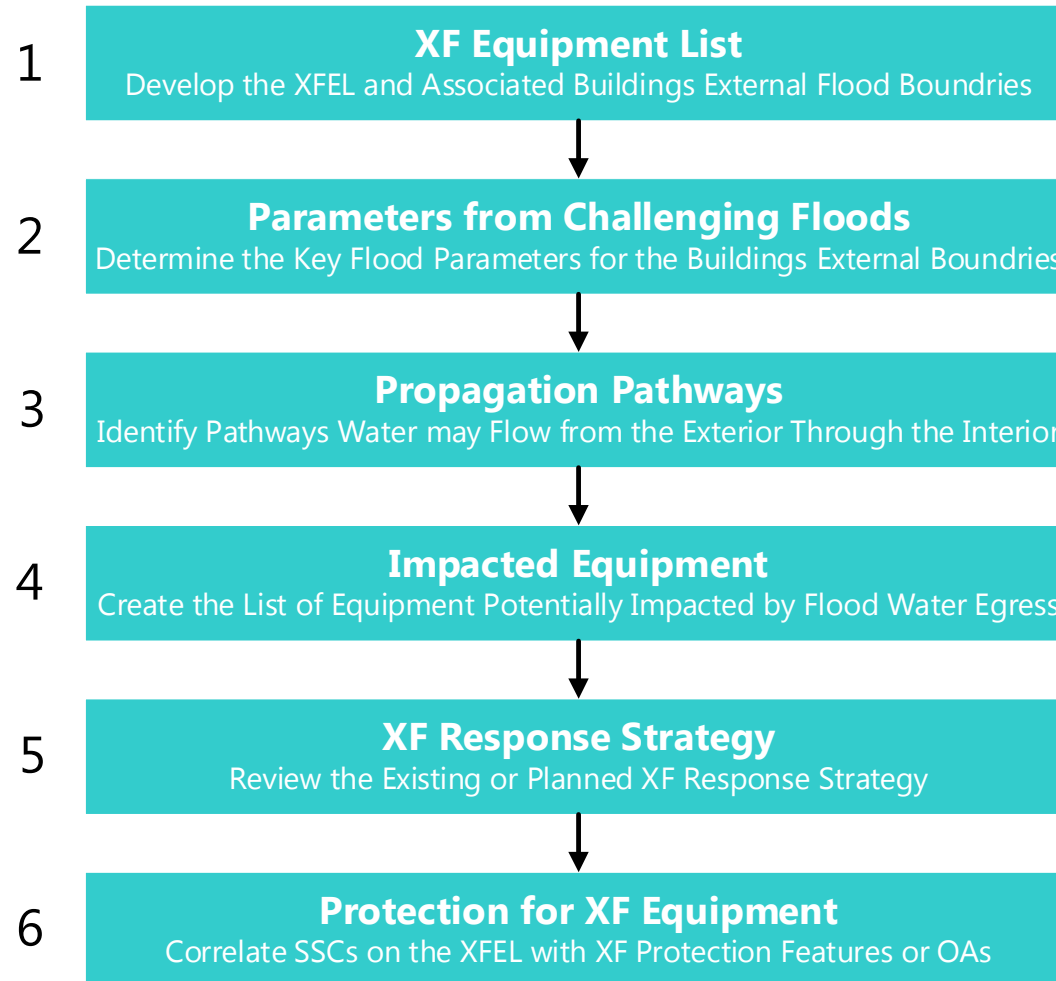 1
XF Equipment List
Develop the XFEL and Associated Buildings External Flood Boundries
2
Parameters from Challenging Floods
Determine the Key Flood Parameters for the Buildings External Boundries
3
Propagation Pathways
Identify Pathways Water may Flow from the Exterior Through the Interior
4
Impacted Equipment
Create the List of Equipment Potentially Impacted by Flood Water Egress
5
XF Response Strategy
Review the Existing or Planned XF Response Strategy
6
Protection for XF Equipment
Correlate SSCs on the XFEL with XF Protection Features or OAs